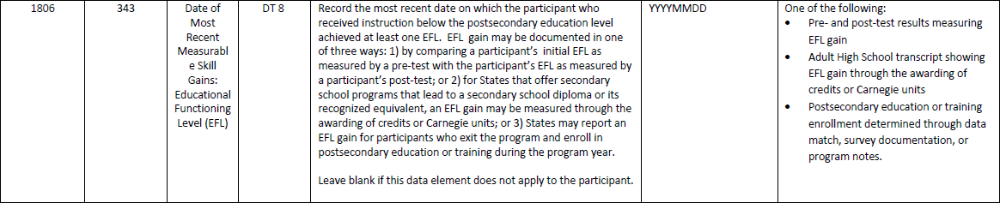 1806
343
Date of
Most
Recent
Measurabl
e Skill
Gains:
Educational
Functioning
Level (EFL)
DT 8
Record the most recent date on which the participant who
received instruction below the postsecondary education level
achieved at least one EFL.  EFL  gain may be documented in one
of three ways: 1) by comparing a participant’s  initial EFL as
measured by a pre-test with the participant’s EFL as measured by
a participant’s post-test; or 2) for States that offer secondary
school programs that lead to a secondary school diploma or its
recognized equivalent, an EFL gain may be measured through the
awarding of credits or Carnegie units; or 3) States may report an
EFL gain for participants who exit the program and enroll in
postsecondary education or training during the program year.
Leave blank if this data element does not apply to the participant.
YYYYMMDD
One of the following:
• Pre- and post-test results measuring
EFL gain
• Adult High School transcript showing
EFL gain through the awarding of
credits or Carnegie units
• Postsecondary education or training
enrollment determined through data
match, survey documentation, or
program notes.